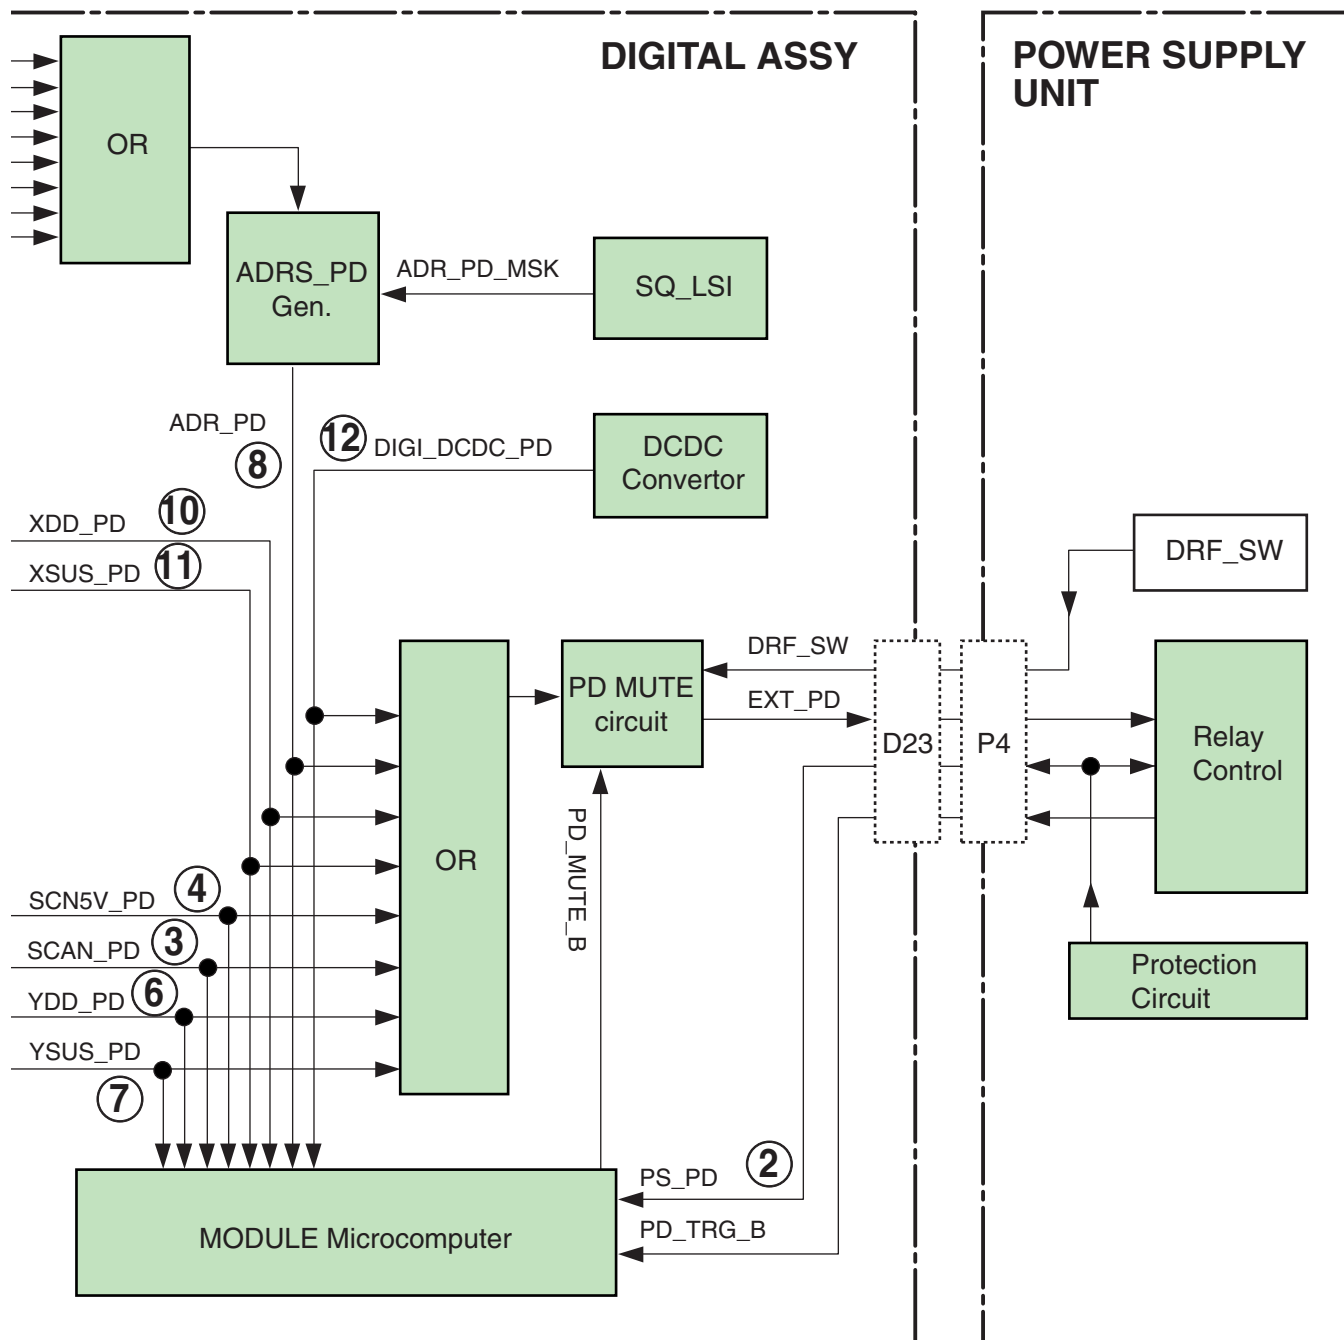 DIGITAL ASSY
POWER SUPPLY
UNIT
OR
ADRS_PD
Gen.
ADR_PD_MSK
SQ_LSI
ADR_PD
8
12
DIGI_DCDC_PD
DCDC
Convertor
XDD_PD
10
XSUS_PD
11
DRF_SW
DRF_SW
EXT_PD
PD MUTE
circuit
D23
P4
Relay
Control
OR
PD_MUTE_B
SCN5V_PD
4
SCAN_PD
3
YDD_PD
6
YSUS_PD
7
Protection
Circuit
PS_PD
2
PD_TRG_B
MODULE Microcomputer